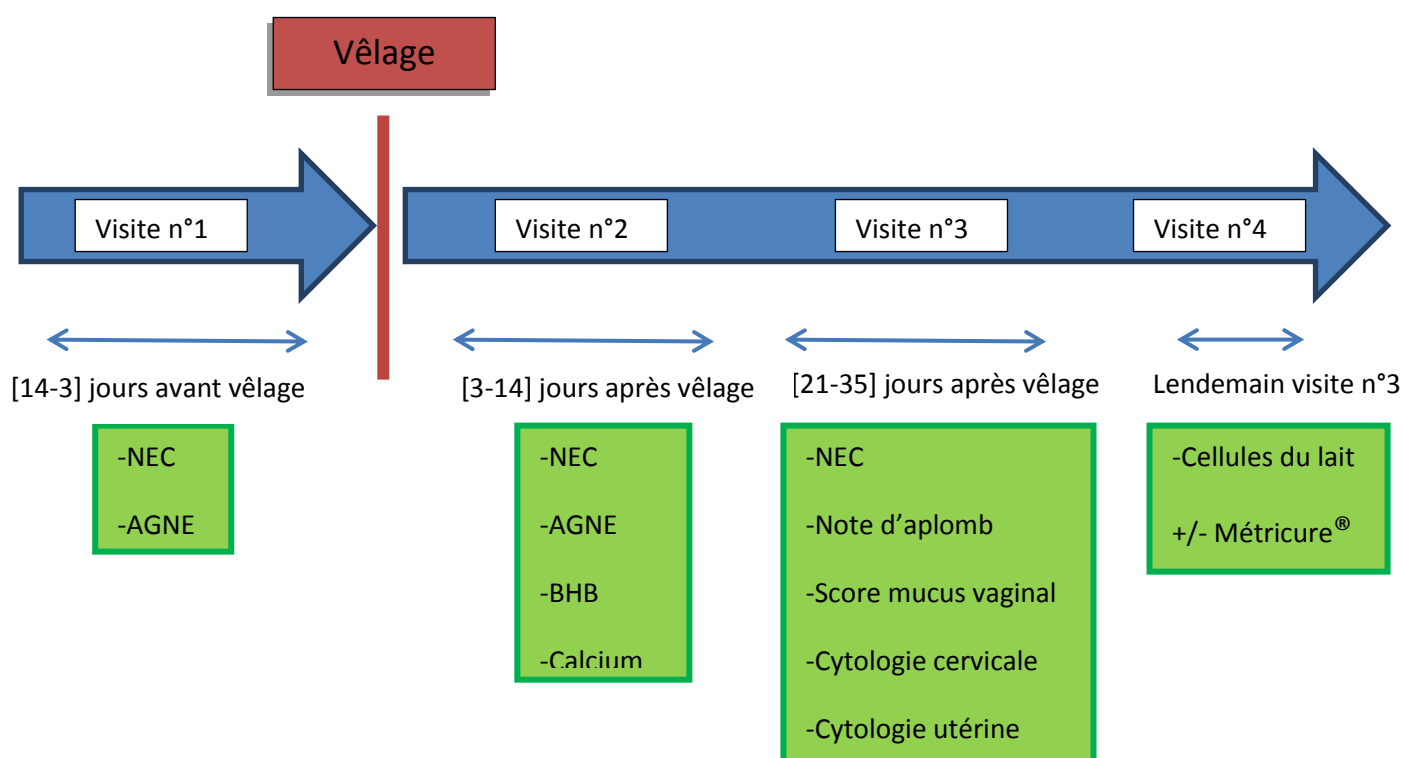 Vêlage
Visite n°1
Visite n°2
Visite n°3
Visite n°4
[14-3] jours avant vêlage
[3-14] jours après vêlage
[21-35] jours après vêlage
Lendemain visite n°3
-NEC
-AGNE
-NEC
-AGNE
-BHB
-Calcium
-NEC
-Note d’aplomb
-Score mucus vaginal
-Cytologie cervicale
-Cytologie utérine
-Cellules du lait
+/- Métricure®